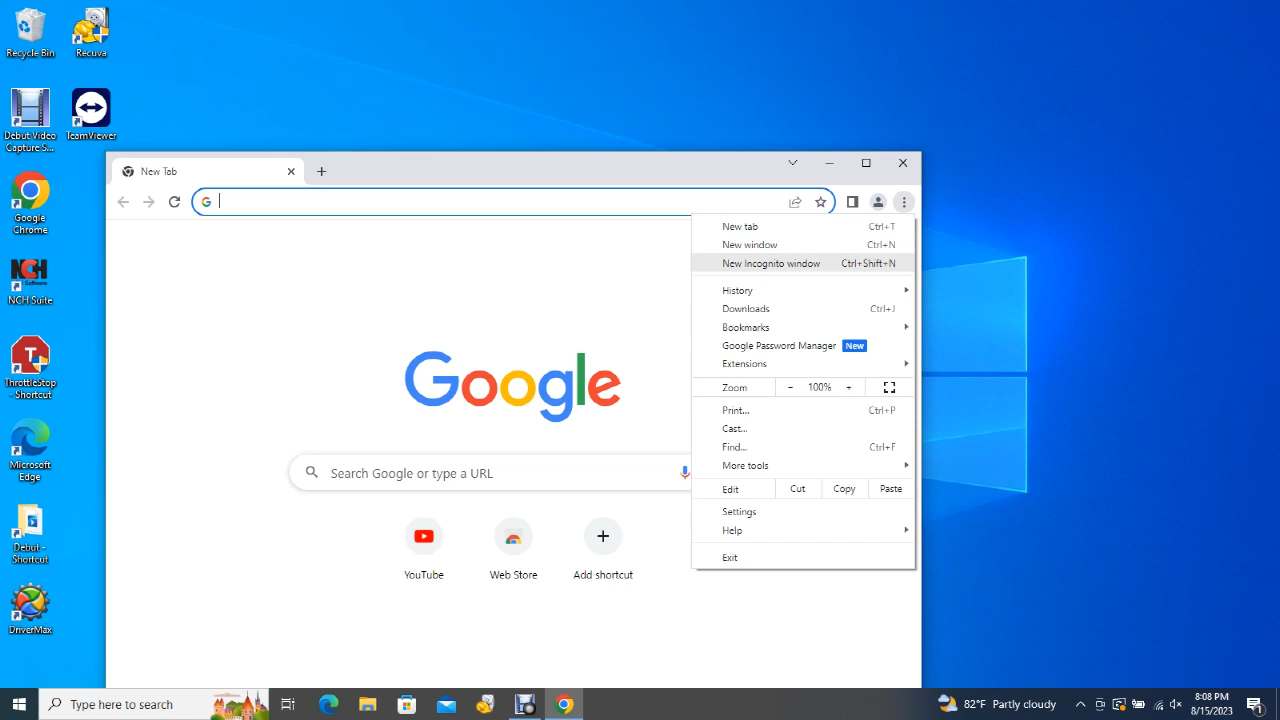 Recycle Bin
Recuva
Debut Video
Capture S...
TeamViewer
Google
Chrome
NCH Software
NCH Suite
ThrottleStop
- Shortcut
Microsoft
Edge
Debut -
Shortcut
DriverMax
New Tab
New tab Ctrl+T
New window Ctrl+N
New Incognito window Ctrl+Shift+N
History
Downloads Ctrl+J
Bookmarks
Google Password Manager New
Extensions
Zoom - 100% +
Print... Ctrl+P
Cast...
Find... Ctrl+F
More tools
Edit Cut Copy Paste
Settings
Help
Exit
Google
Search Google or type a URL
YouTube
Web Store
Add shortcut
Type here to search
82°F Partly cloudy
8:08 PM
8/15/2023
1